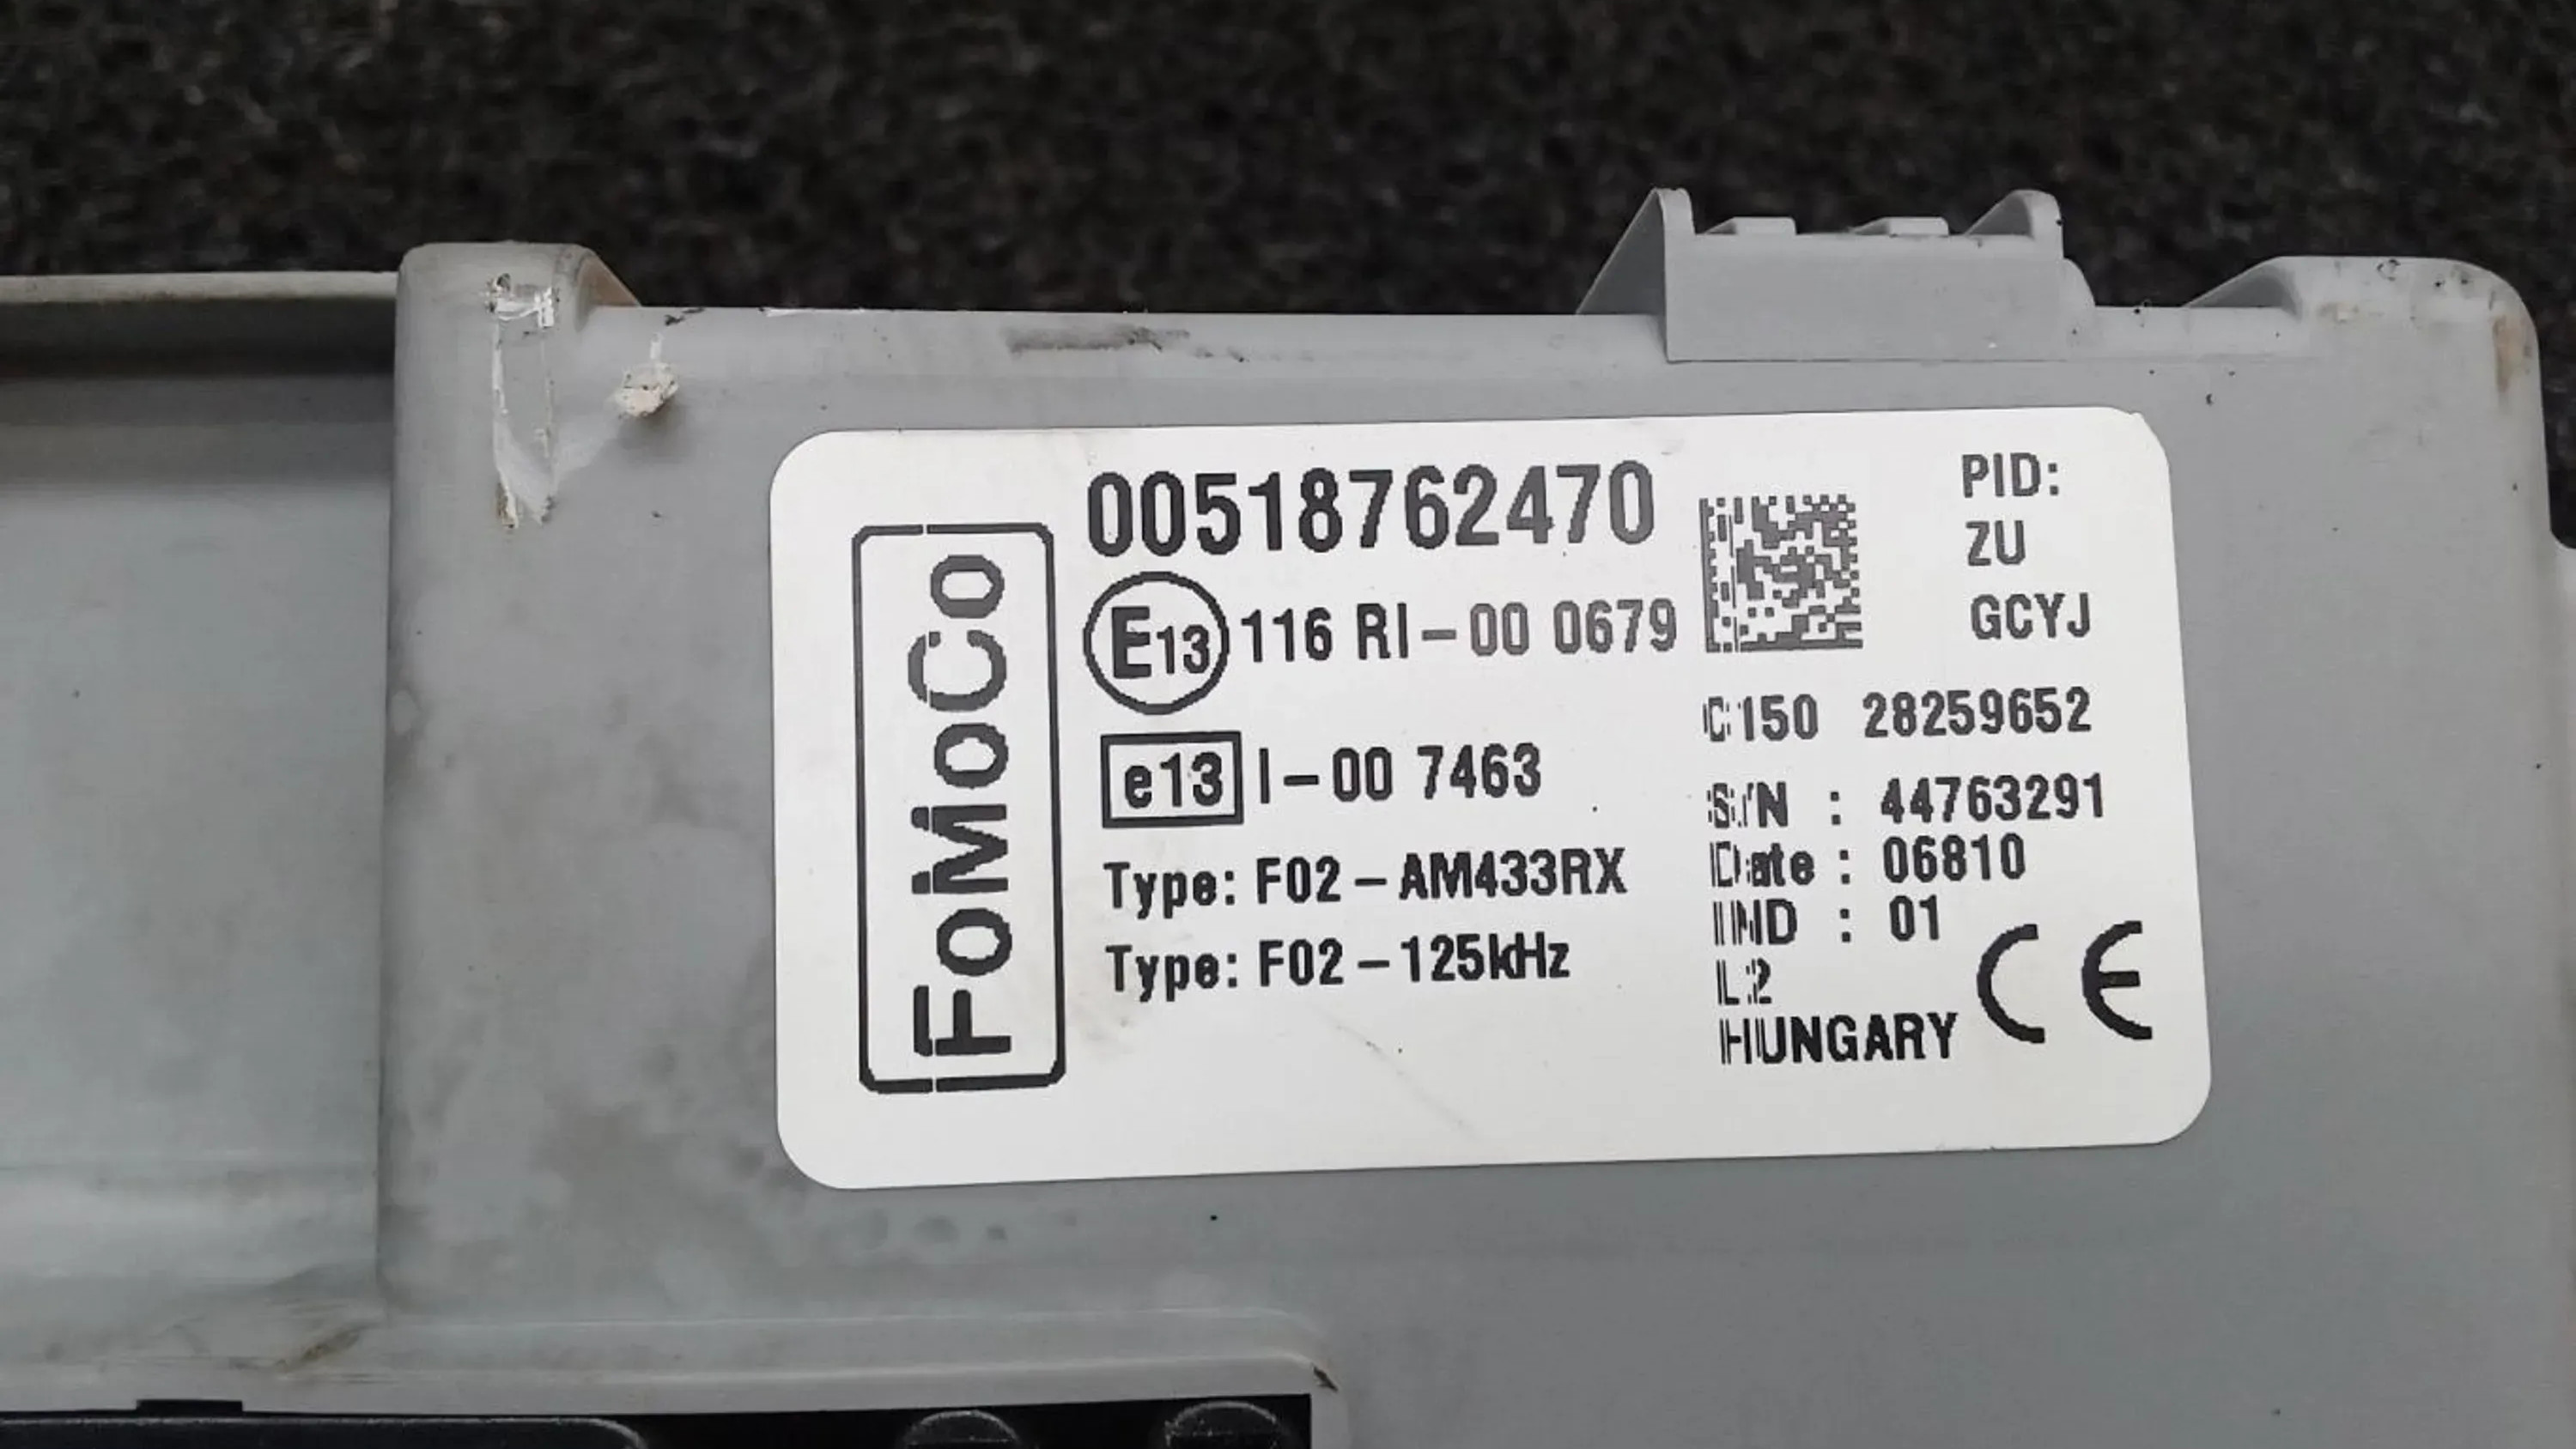 FoMoCo
00518762470
E13 116 RI-00 0679
e13 I-00 7463
Type: F02-AM433RX
Type: F02-125kHz
PID:
ZU
GCYJ
C150 28259652
S/N : 44763291
Date : 06810
IND : 01
L2
HUNGARY
CE